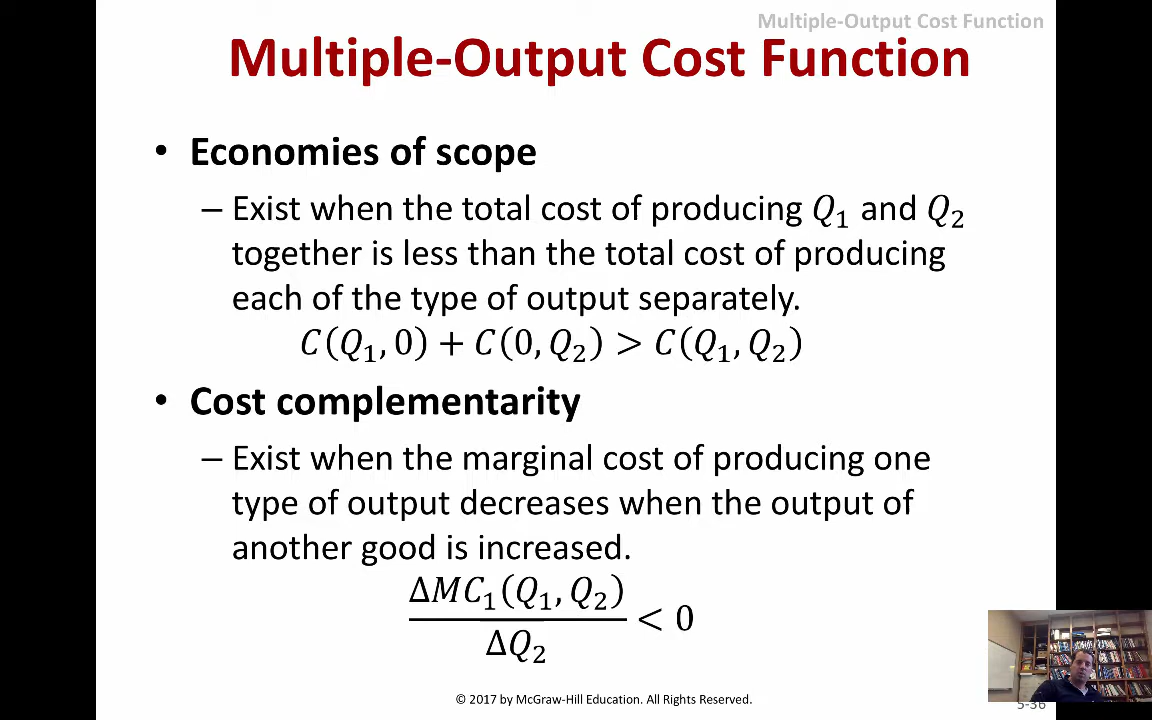 Multiple-Output Cost Function
Multiple-Output Cost Function
• Economies of scope
– Exist when the total cost of producing 𝑄₁ and 𝑄₂
together is less than the total cost of producing
each of the type of output separately.
𝐶(𝑄₁, 0) + 𝐶(0, 𝑄₂) > 𝐶(𝑄₁, 𝑄₂)
• Cost complementarity
– Exist when the marginal cost of producing one
type of output decreases when the output of
another good is increased.
Δ𝑀𝐶₁(𝑄₁, 𝑄₂)
< 0
Δ𝑄₂
© 2017 by McGraw-Hill Education. All Rights Reserved.
5-36